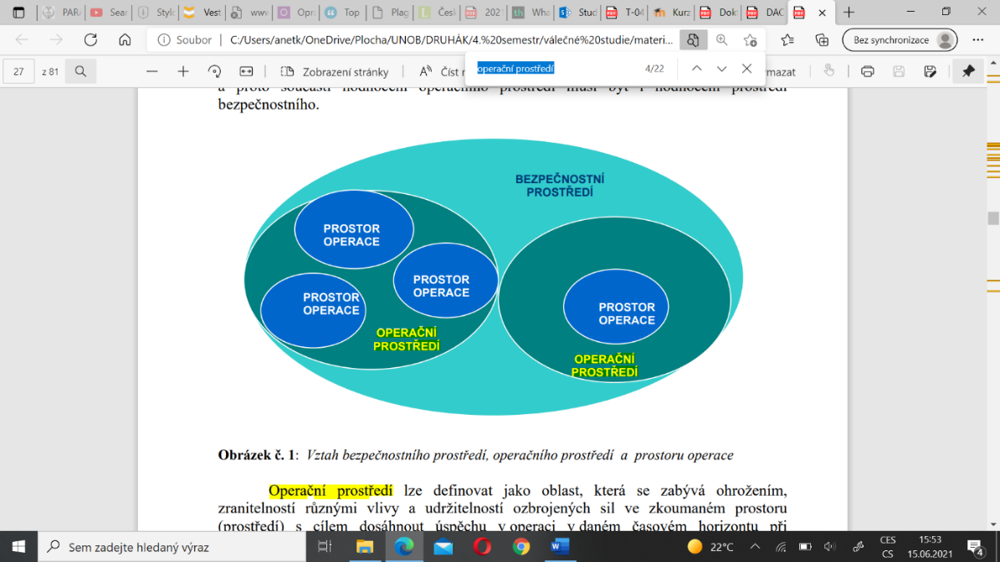 PARA
Sear
Style
Vest
www
Opr
Top
Plag
Česk
202
Wha
Stud
T-04
Kurz
Dok
DAC
Soubor
C:/Users/anetk/OneDrive/Plocha/UNOB/DRUHÁK/4.%20semestr/válečné%20studie/materi...
Bez synchronizace
27
z 81
Zobrazení stránky
Číst
mazat
operační prostředí
4/22
a proto součástí hodnocení operačního prostředí musí být i hodnocení prostředí
bezpečnostního.
BEZPEČNOSTNÍ
PROSTŘEDÍ
PROSTOR
OPERACE
PROSTOR
OPERACE
PROSTOR
OPERACE
OPERAČNÍ
PROSTŘEDÍ
PROSTOR
OPERACE
OPERAČNÍ
PROSTŘEDÍ
Obrázek č. 1: Vztah bezpečnostního prostředí, operačního prostředí a prostoru operace
Operační prostředí lze definovat jako oblast, která se zabývá ohrožením,
zranitelností různými vlivy a udržitelností ozbrojených sil ve zkoumaném prostoru
(prostředí) s cílem dosáhnout úspěchu v operaci v daném časovém horizontu při
Sem zadejte hledaný výraz
22°C
CES
CS
15:53
15.06.2021
4